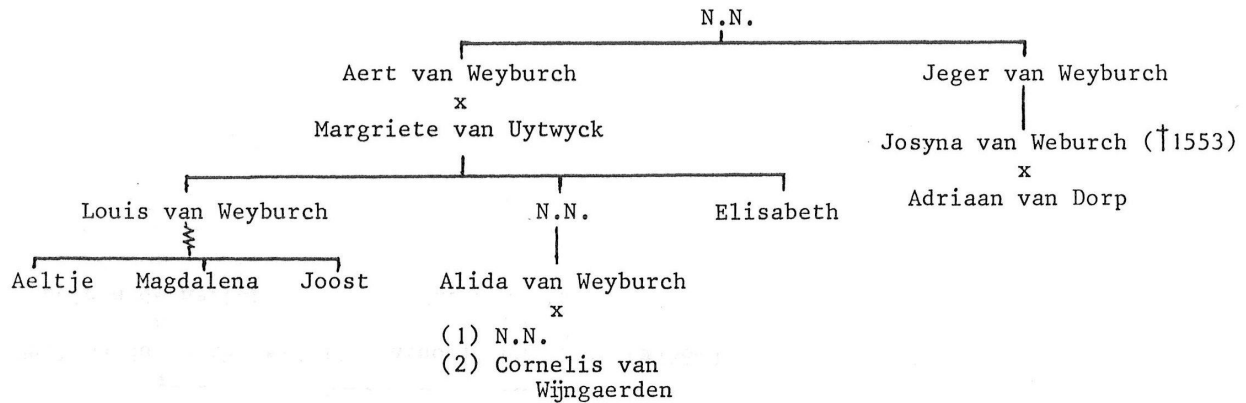 N.N.
Aert van Weyburch Jeger van Weyburch
x
Margriete van Uytwyck
Josyna van Weburch (†1553)
x
Adriaan van Dorp
Louis van Weyburch N.N. Elisabeth
Aeltje Magdalena Joost
Alida van Weyburch
x
(1) N.N.
(2) Cornelis van
Wijngaerden